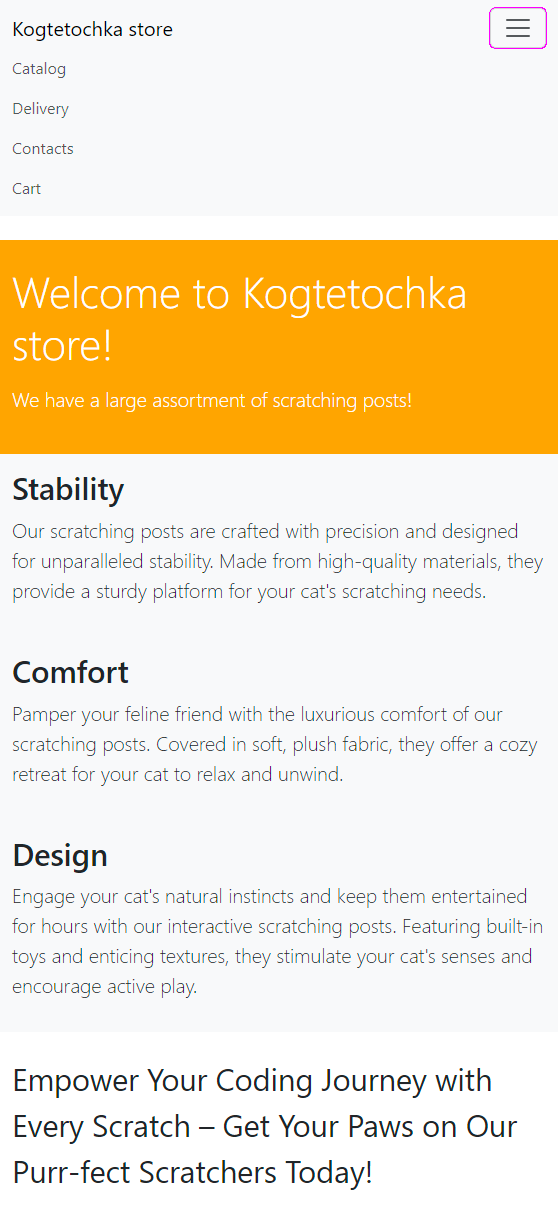 Kogtetochka store
Catalog
Delivery
Contacts
Cart
Welcome to Kogtetochka
store!
We have a large assortment of scratching posts!
Stability
Our scratching posts are crafted with precision and designed
for unparalleled stability. Made from high-quality materials, they
provide a sturdy platform for your cat's scratching needs.
Comfort
Pamper your feline friend with the luxurious comfort of our
scratching posts. Covered in soft, plush fabric, they offer a cozy
retreat for your cat to relax and unwind.
Design
Engage your cat's natural instincts and keep them entertained
for hours with our interactive scratching posts. Featuring built-in
toys and enticing textures, they stimulate your cat's senses and
encourage active play.
Empower Your Coding Journey with
Every Scratch – Get Your Paws on Our
Purr-fect Scratchers Today!